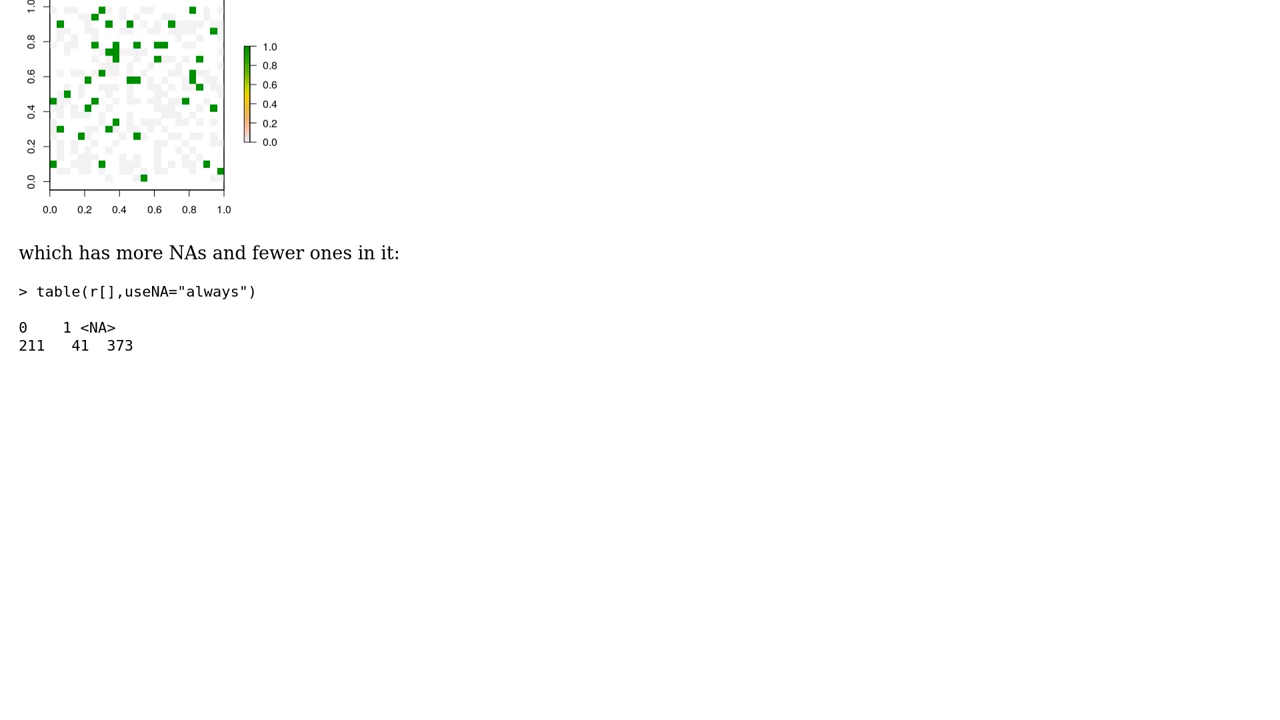 1.0
0.8
0.6
0.4
0.2
0.0
0.0 0.2 0.4 0.6 0.8 1.0
1.0
0.8
0.6
0.4
0.2
0.0
which has more NAs and fewer ones in it:
> table(r[],useNA="always")
0    1 <NA>
211   41  373